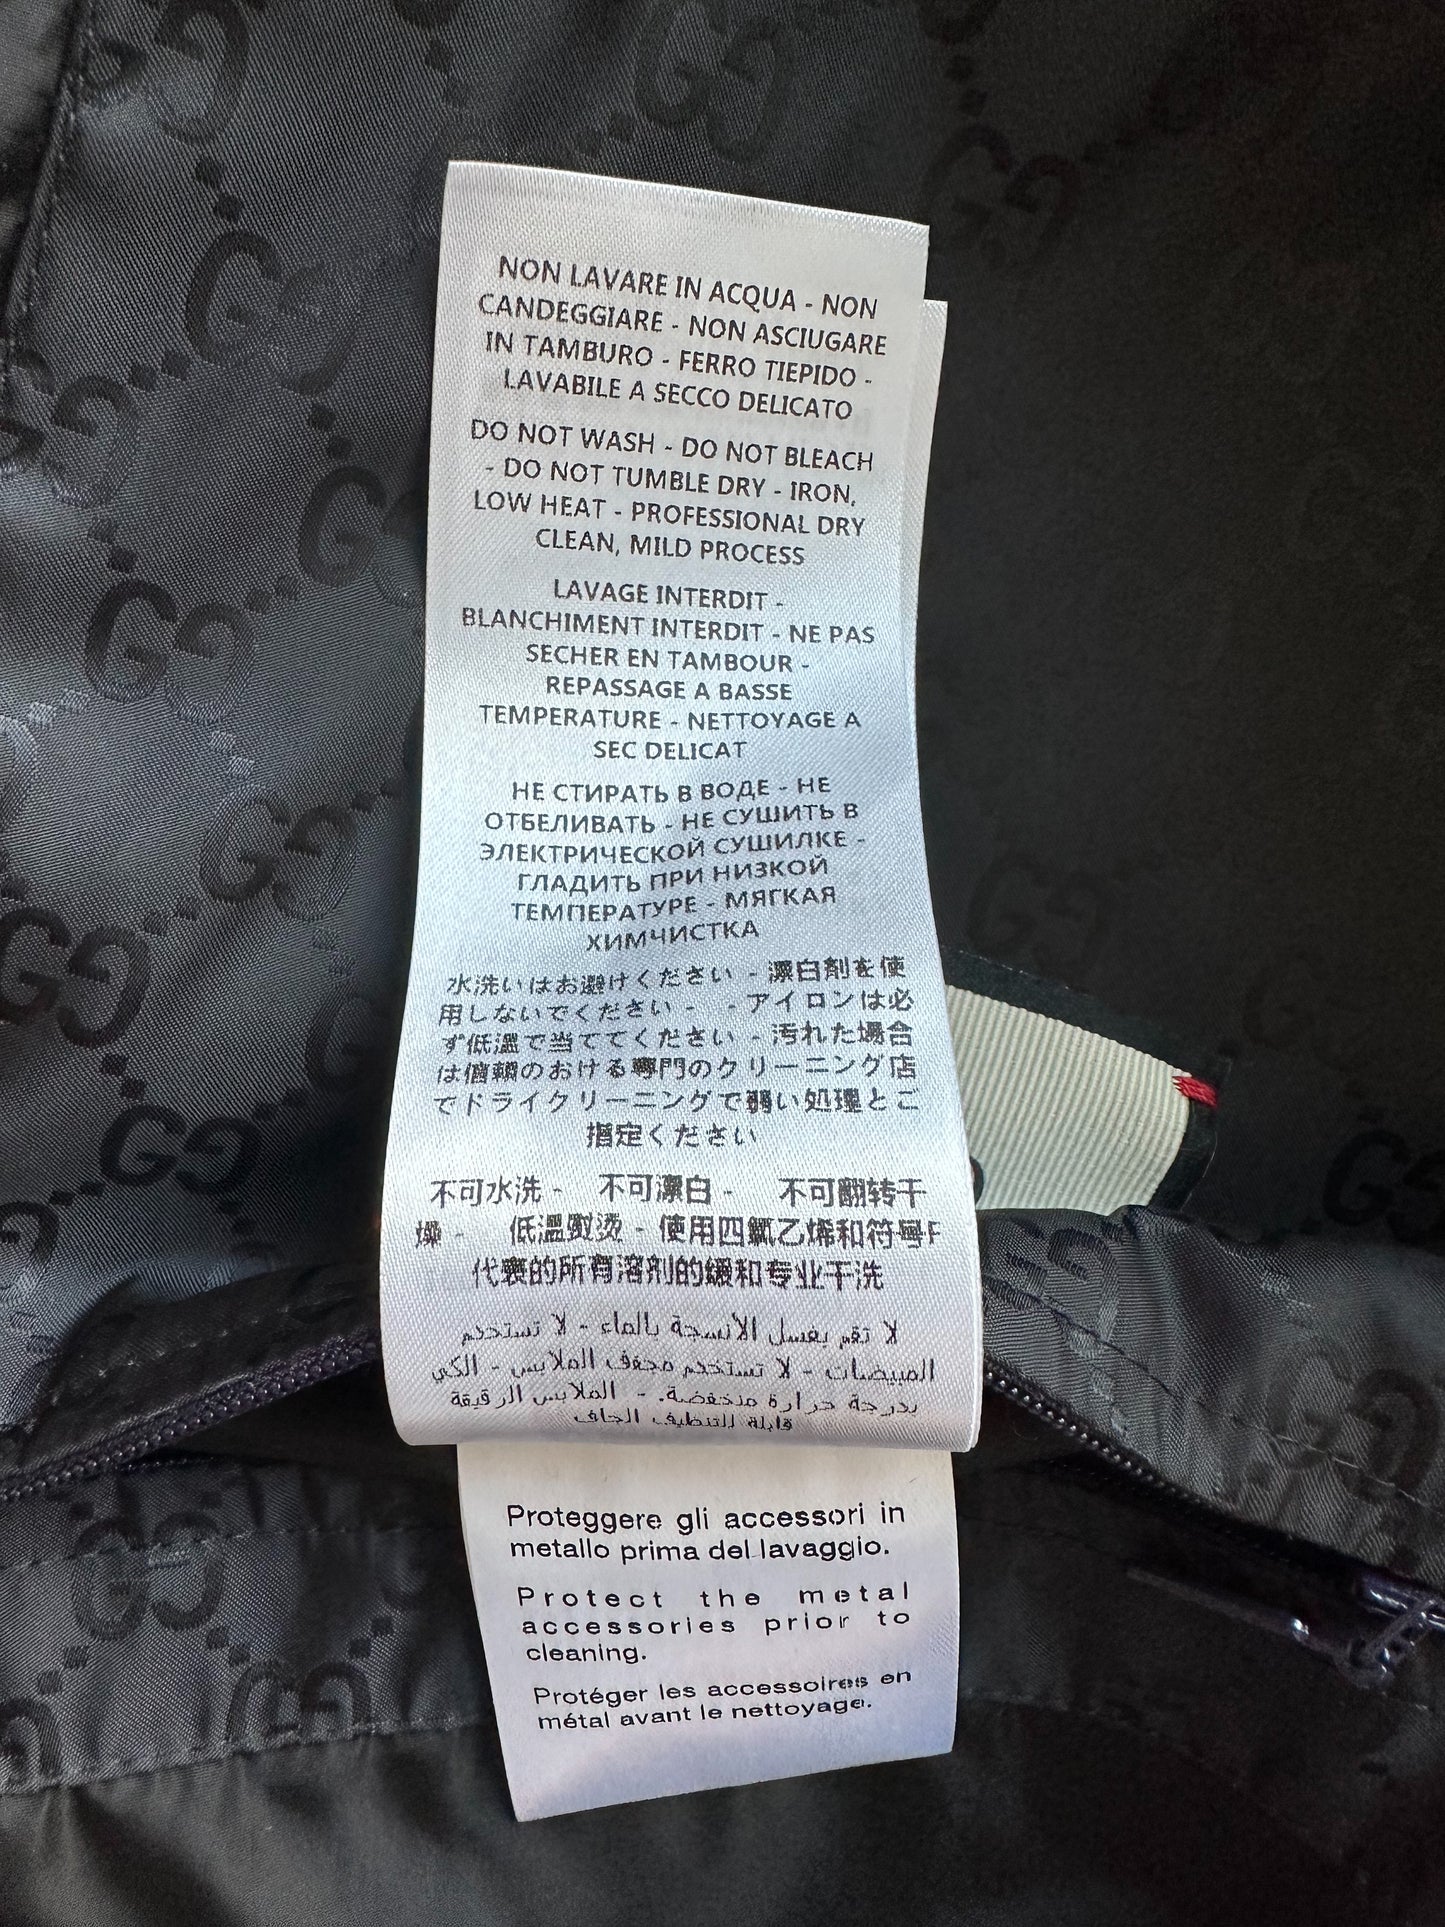 NON LAVARE IN ACQUA - NON
CANDEGGIARE - NON ASCIUGARE
IN TAMBURO - FERRO TIEPIDO -
LAVABILE A SECCO DELICATO
DO NOT WASH - DO NOT BLEACH
- DO NOT TUMBLE DRY - IRON,
LOW HEAT - PROFESSIONAL DRY
CLEAN, MILD PROCESS
LAVAGE INTERDIT -
BLANCHIMENT INTERDIT - NE PAS
SECHER EN TAMBOUR -
REPASSAGE A BASSE
TEMPERATURE - NETTOYAGE A
SEC DELICAT
НЕ СТИРАТЬ В ВОДЕ - НЕ
ОТБЕЛИВАТЬ - НЕ СУШИТЬ В
ЭЛЕКТРИЧЕСКОЙ СУШИЛКЕ -
ГЛАДИТЬ ПРИ НИЗКОЙ
ТЕМПЕРАТУРЕ - МЯГКАЯ
ХИМЧИСТКА
水洗いはお避けください - 漂白剤を使
用しないでください - - アイロンは必
ず低温で当ててください - 汚れた場合
は信頼のおける専門のクリーニング店
でドライクリーニングで弱い処理とご
指定ください
不可水洗 - 不可漂白 - 不可翻转干
燥 - 低温熨烫 - 使用四氯乙烯和符号F
代表的所有溶剂的缓和专业干洗
لا تقم بغسل الانسجة بالماء - لا تستخدم
المبيضات - لا تستخدم مجفف الملابس - الكي
بدرجة حرارة منخفضة. - الملابس الرقيقة
قابلة للتنظيف الجاف
Proteggere gli accessori in
metallo prima del lavaggio.
Protect the metal
accessories prior to
cleaning.
Protéger les accessoires en
métal avant le nettoyage.